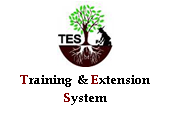 TES
Training & Extension
System